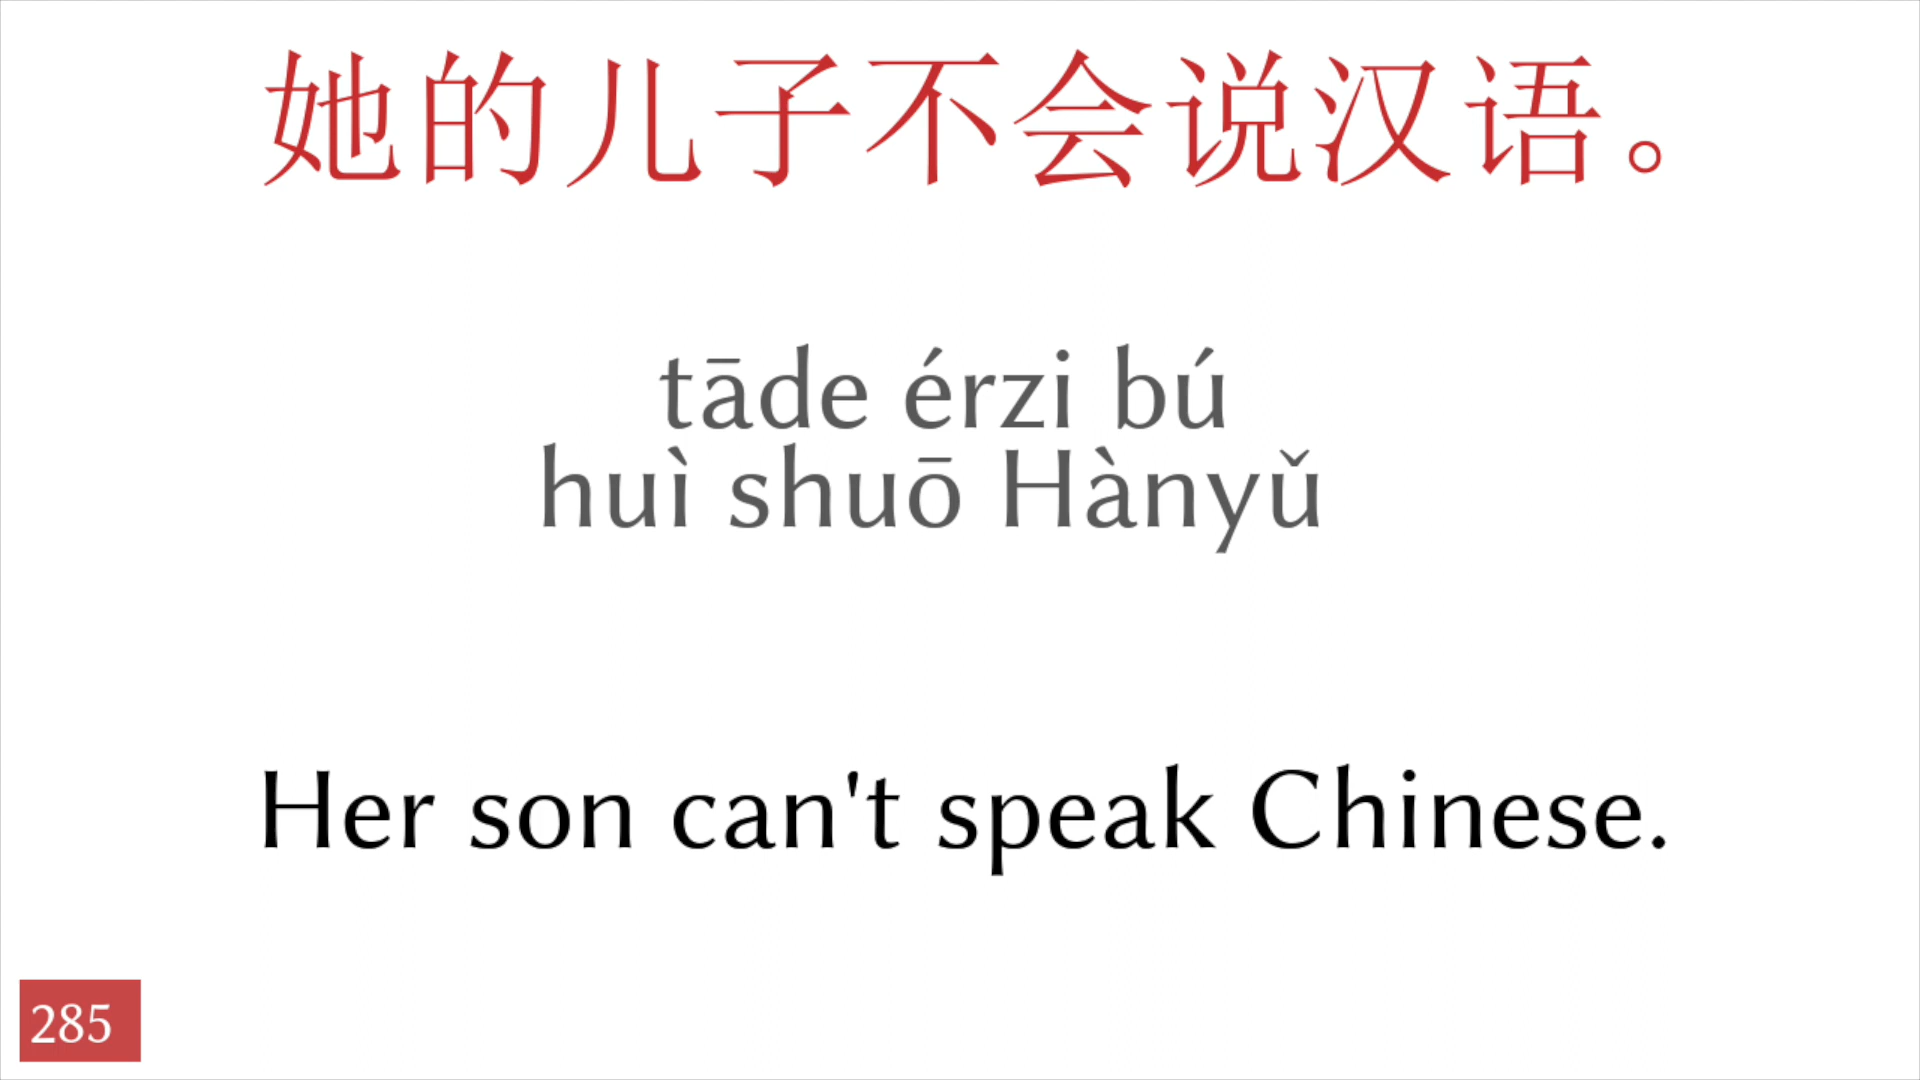 她的儿子不会说汉语。
tāde érzi bú
huì shuō Hànyǔ
Her son can't speak Chinese.
285